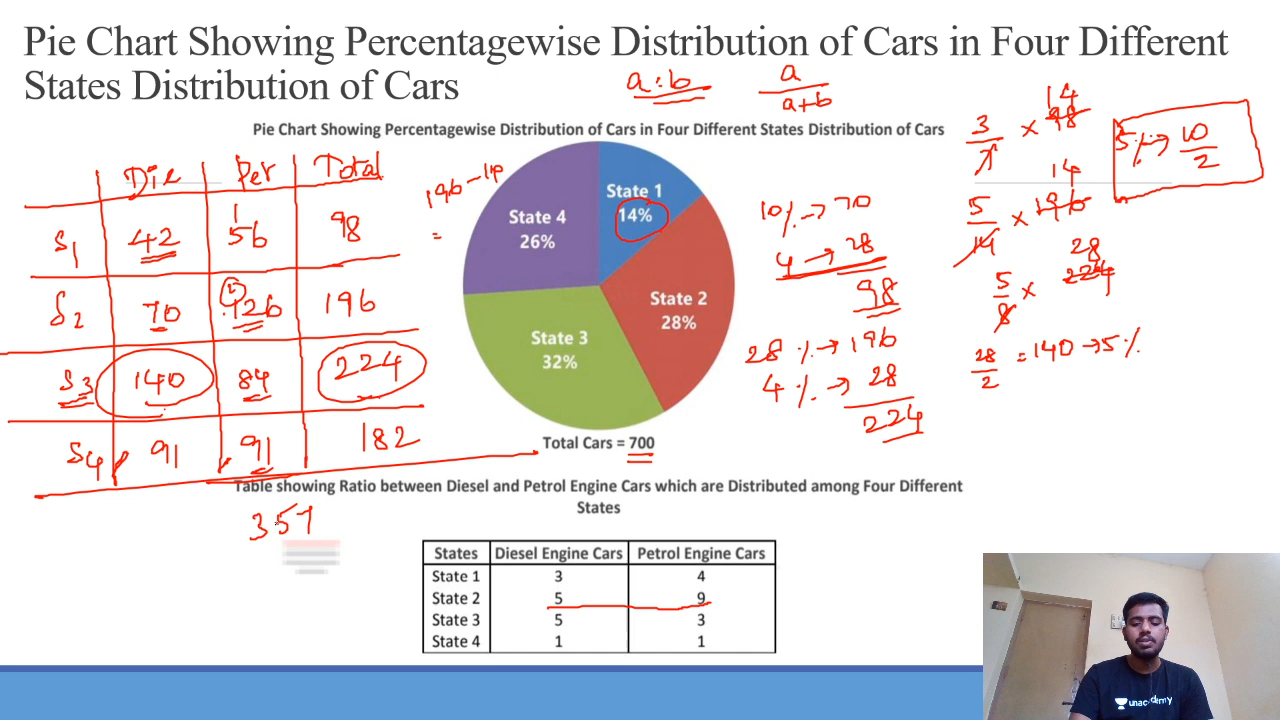 Pie Chart Showing Percentagewise Distribution of Cars in Four Different
States Distribution of Cars
a:b
a
a+b
Pie Chart Showing Percentagewise Distribution of Cars in Four Different States Distribution of Cars
Die Per Total
S1 42 56 98
1
S2 70 126 196
S3 140 84 224
S4 91 91 182
357
State 1
14%
State 2
28%
State 3
32%
State 4
26%
Total Cars = 700
10% → 70
4 → 28
98
28 % → 196
4 % → 28
224
14
3/7 × 98
14
5/14 × 196
28
5/8 × 224
28/2 = 140 → 5%
5% → 10/2
Table showing Ratio between Diesel and Petrol Engine Cars which are Distributed among Four Different
States
States Diesel Engine Cars Petrol Engine Cars
State 1 3 4
State 2 5 9
State 3 5 3
State 4 1 1
unacademy